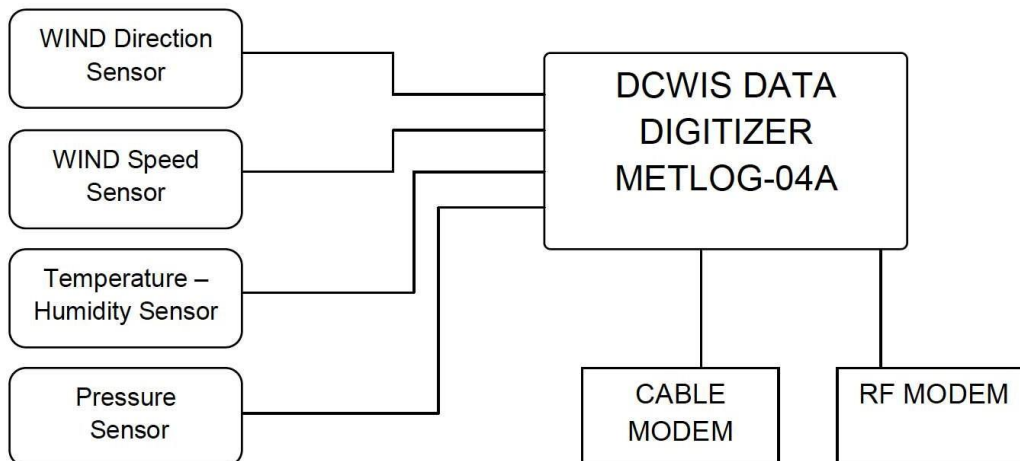 WIND Direction
Sensor
WIND Speed
Sensor
Temperature –
Humidity Sensor
Pressure
Sensor
DCWIS DATA
DIGITIZER
METLOG-04A
CABLE
MODEM
RF MODEM